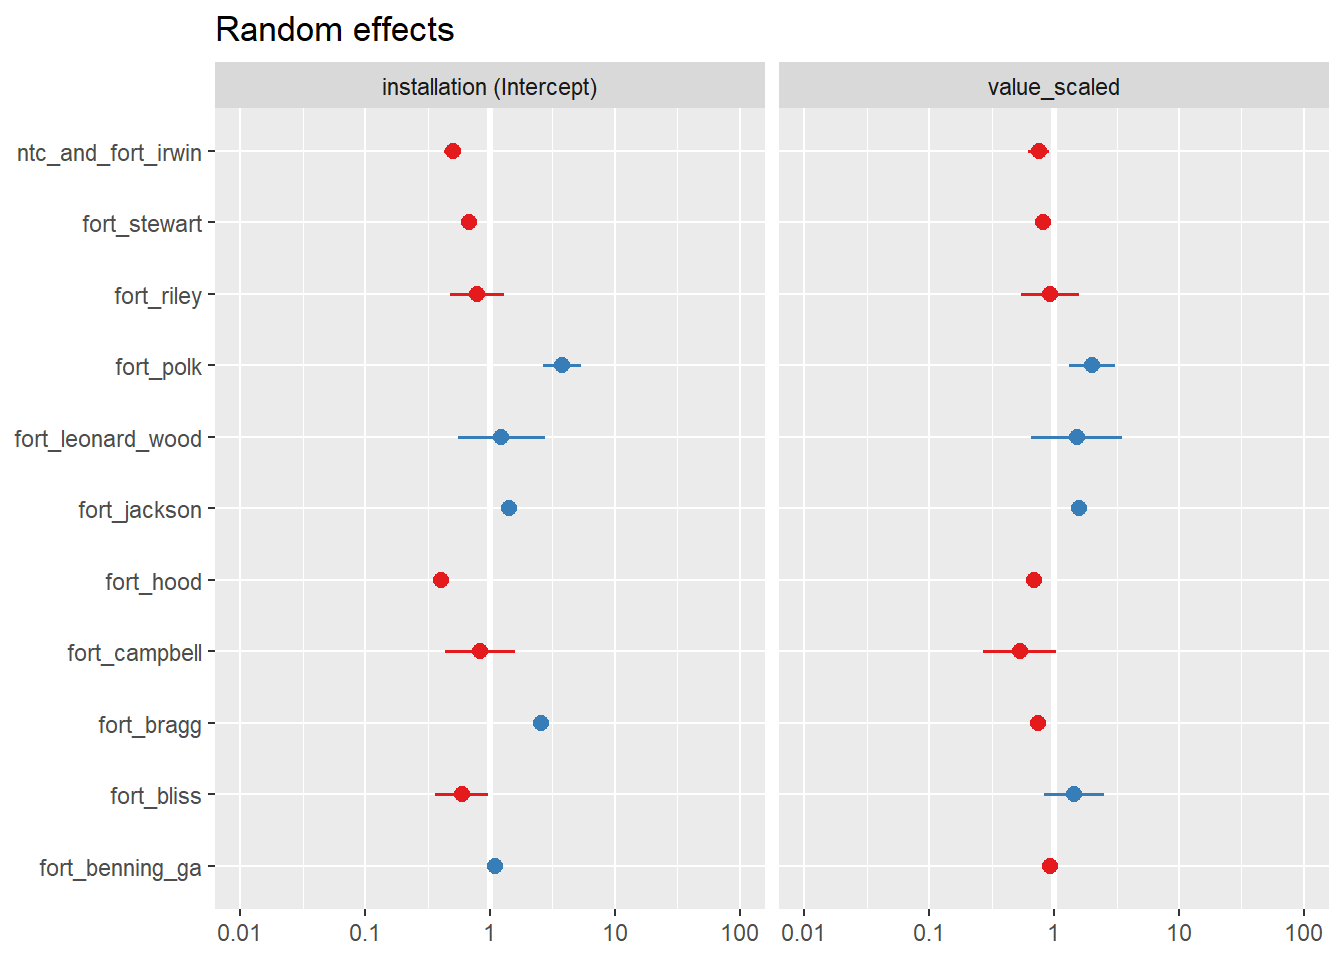 Random effects
installation (Intercept)
value_scaled
ntc_and_fort_irwin
fort_stewart
fort_riley
fort_polk
fort_leonard_wood
fort_jackson
fort_hood
fort_campbell
fort_bragg
fort_bliss
fort_benning_ga
0.01 0.1 1 10 100
0.01 0.1 1 10 100